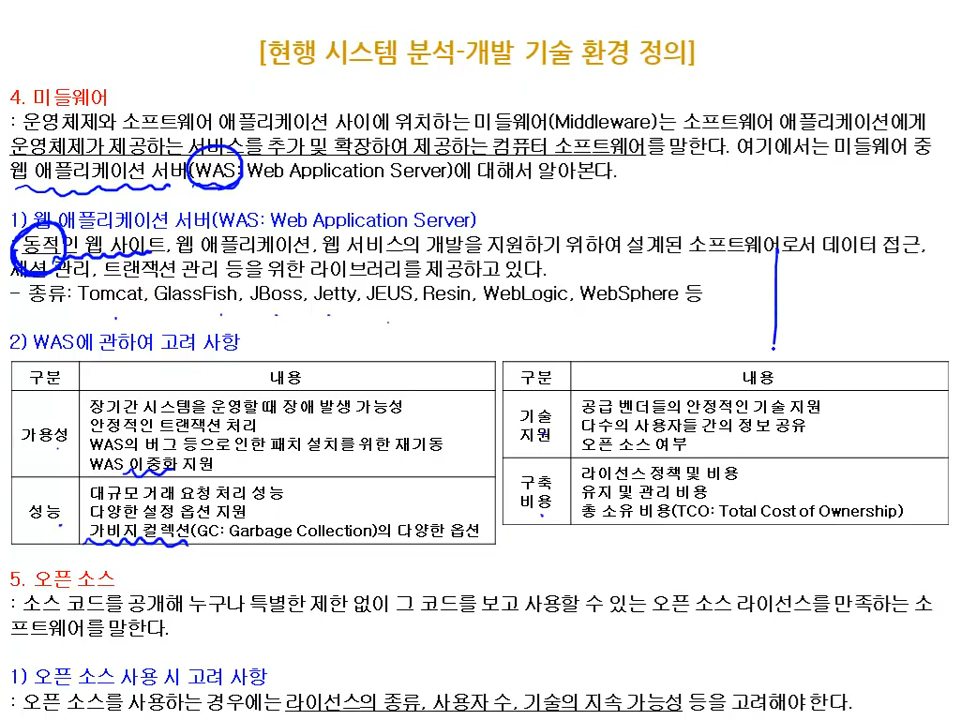 [현행 시스템 분석-개발 기술 환경 정의]
4. 미들웨어
: 운영체제와 소프트웨어 애플리케이션 사이에 위치하는 미들웨어(Middleware)는 소프트웨어 애플리케이션에게
운영체제가 제공하는 서비스를 추가 및 확장하여 제공하는 컴퓨터 소프트웨어를 말한다. 여기에서는 미들웨어 중
웹 애플리케이션 서버(WAS: Web Application Server)에 대해서 알아본다.
1) 웹 애플리케이션 서버(WAS: Web Application Server)
: 동적인 웹 사이트, 웹 애플리케이션, 웹 서비스의 개발을 지원하기 위하여 설계된 소프트웨어로서 데이터 접근,
세션 관리, 트랜잭션 관리 등을 위한 라이브러리를 제공하고 있다.
- 종류: Tomcat, GlassFish, JBoss, Jetty, JEUS, Resin, WebLogic, WebSphere 등
2) WAS에 관하여 고려 사항
구분 내용
가용성
장기간 시스템을 운영할 때 장애 발생 가능성
안정적인 트랜잭션 처리
WAS의 버그 등으로 인한 패치 설치를 위한 재기동
WAS 이중화 지원
성능
대규모 거래 요청 처리 성능
다양한 설정 옵션 지원
가비지 컬렉션(GC: Garbage Collection)의 다양한 옵션
구분 내용
기술
지원
공급 벤더들의 안정적인 기술 지원
다수의 사용자들 간의 정보 공유
오픈 소스 여부
구축
비용
라이선스 정책 및 비용
유지 및 관리 비용
총 소유 비용(TCO: Total Cost of Ownership)
5. 오픈 소스
: 소스 코드를 공개해 누구나 특별한 제한 없이 그 코드를 보고 사용할 수 있는 오픈 소스 라이선스를 만족하는 소
프트웨어를 말한다.
1) 오픈 소스 사용 시 고려 사항
: 오픈 소스를 사용하는 경우에는 라이선스의 종류, 사용자 수, 기술의 지속 가능성 등을 고려해야 한다.